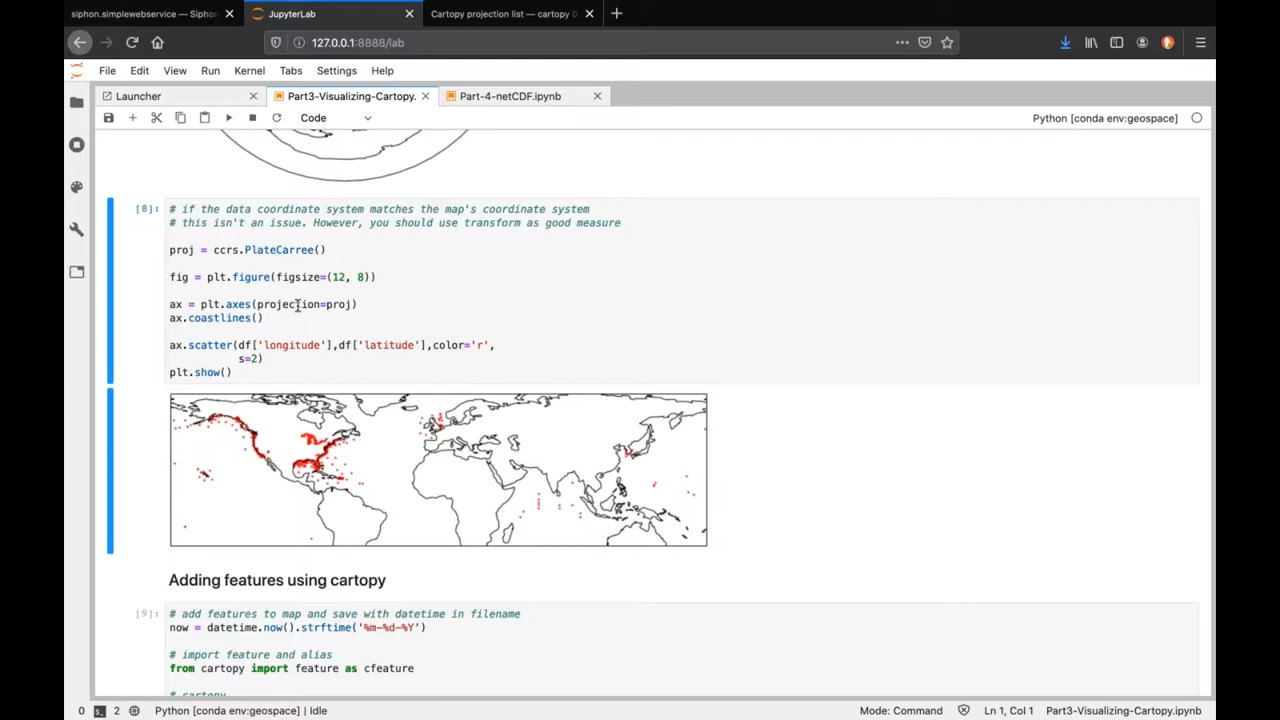 siphon.simplewebservice — Siphon
JupyterLab
Cartopy projection list — cartopy 0
127.0.0.1:8888/lab
File Edit View Run Kernel Tabs Settings Help
Launcher
Part3-Visualizing-Cartopy.
Part-4-netCDF.ipynb
Code
Python [conda env:geospace]
[8]:
# if the data coordinate system matches the map's coordinate system
# this isn't an issue. However, you should use transform as good measure
proj = ccrs.PlateCarree()
fig = plt.figure(figsize=(12, 8))
ax = plt.axes(projection=proj)
ax.coastlines()
ax.scatter(df['longitude'],df['latitude'],color='r',
s=2)
plt.show()
Adding features using cartopy
[9]:
# add features to map and save with datetime in filename
now = datetime.now().strftime('%m-%d-%Y')
# import feature and alias
from cartopy import feature as cfeature
# cartopy
0 2 Python [conda env:geospace] | Idle
Mode: Command Ln 1, Col 1 Part3-Visualizing-Cartopy.ipynb